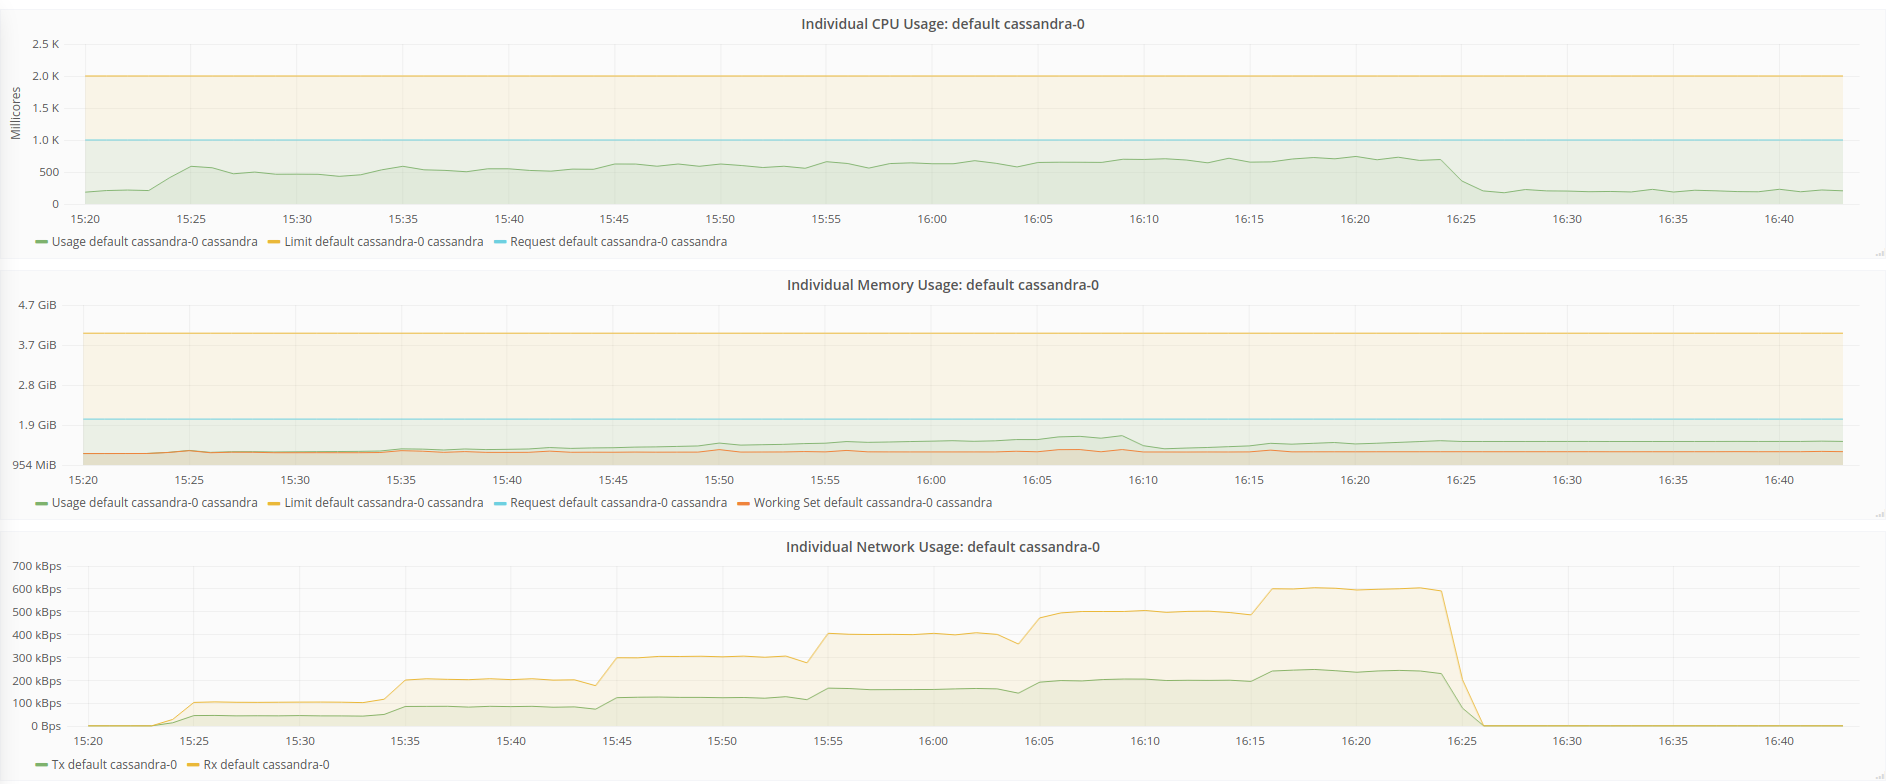 Individual CPU Usage: default cassandra-0
Millicores
2.5 K
2.0 K
1.5 K
1.0 K
500
0
15:20 15:25 15:30 15:35 15:40 15:45 15:50 15:55 16:00 16:05 16:10 16:15 16:20 16:25 16:30 16:35 16:40
Usage default cassandra-0 cassandra Limit default cassandra-0 cassandra Request default cassandra-0 cassandra
Individual Memory Usage: default cassandra-0
4.7 GiB
3.7 GiB
2.8 GiB
1.9 GiB
954 MiB
15:20 15:25 15:30 15:35 15:40 15:45 15:50 15:55 16:00 16:05 16:10 16:15 16:20 16:25 16:30 16:35 16:40
Usage default cassandra-0 cassandra Limit default cassandra-0 cassandra Request default cassandra-0 cassandra Working Set default cassandra-0 cassandra
Individual Network Usage: default cassandra-0
700 kBps
600 kBps
500 kBps
400 kBps
300 kBps
200 kBps
100 kBps
0 Bps
15:20 15:25 15:30 15:35 15:40 15:45 15:50 15:55 16:00 16:05 16:10 16:15 16:20 16:25 16:30 16:35 16:40
Tx default cassandra-0 Rx default cassandra-0